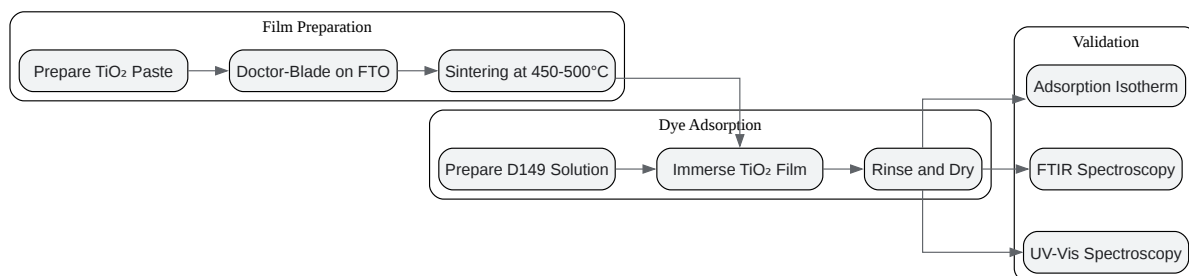 Film Preparation
Prepare TiO₂ Paste
Doctor-Blade on FTO
Sintering at 450-500°C
Dye Adsorption
Prepare D149 Solution
Immerse TiO₂ Film
Rinse and Dry
Validation
Adsorption Isotherm
FTIR Spectroscopy
UV-Vis Spectroscopy